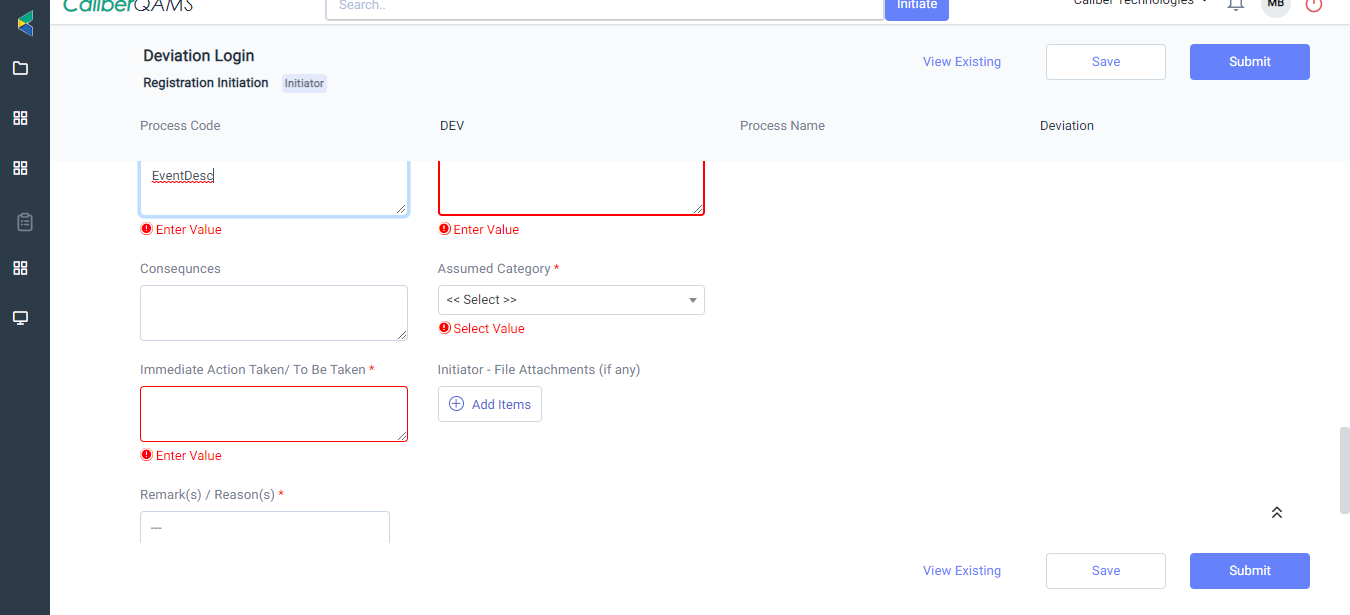 CaliberQAMS
Search..
Initiate
Caliber Technologies
MB
Deviation Login
Registration Initiation Initiator
View Existing
Save
Submit
Process Code
DEV
Process Name
Deviation
EventDesc
Enter Value
Enter Value
Consequnces
Assumed Category *
<< Select >>
Select Value
Immediate Action Taken/ To Be Taken *
Initiator - File Attachments (if any)
Add Items
Enter Value
Remark(s) / Reason(s) *
---
View Existing
Save
Submit